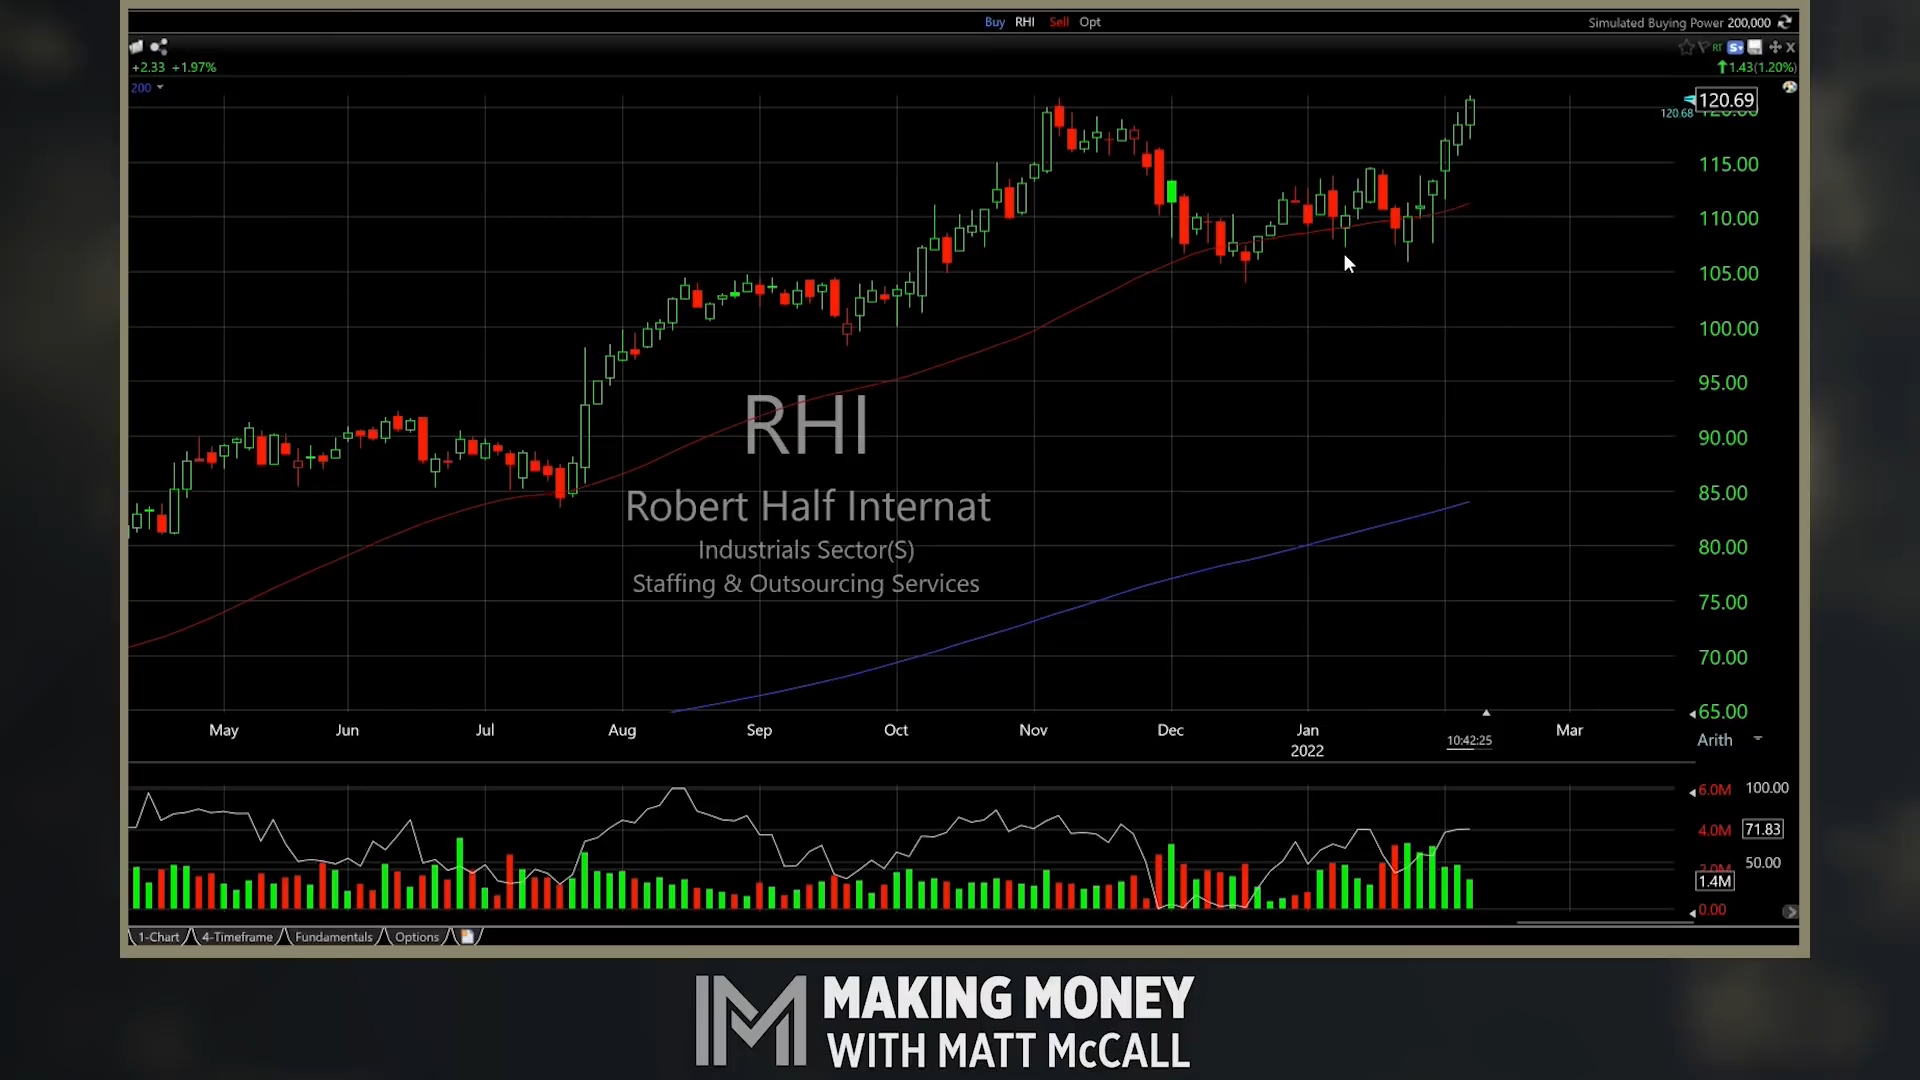 Buy RHI Sell Opt
Simulated Buying Power 200,000
RT S
+2.33 +1.97%
1.43(1.20%)
200
120.69
120.68
115.00
110.00
105.00
100.00
95.00
90.00
85.00
80.00
75.00
70.00
65.00
RHI
Robert Half Internat
Industrials Sector(S)
Staffing & Outsourcing Services
May Jun Jul Aug Sep Oct Nov Dec Jan Mar
2022
10:42:25
Arith
6.0M 100.00
4.0M 71.83
50.00
1.4M
0.00
1-Chart 4-Timeframe Fundamentals Options
MAKING MONEY
WITH MATT McCALL